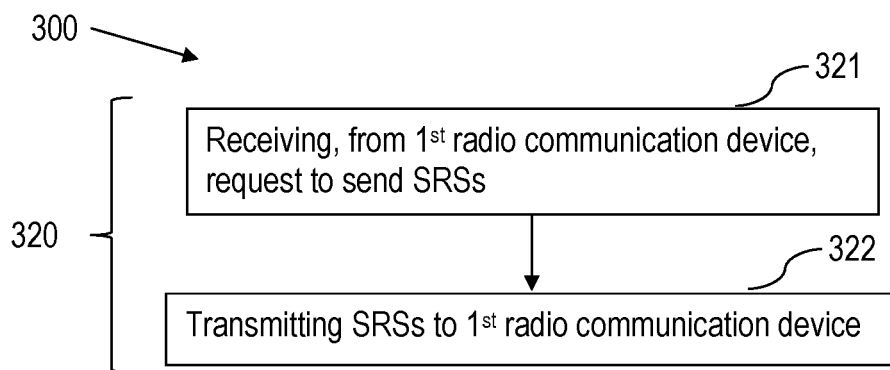 300
321
Receiving, from 1st radio communication device,
request to send SRSs
320
322
Transmitting SRSs to 1st radio communication device